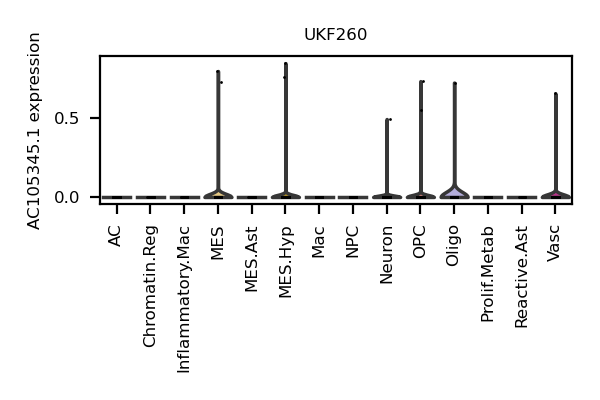 UKF260
AC105345.1 expression
0.5
0.0
AC
Chromatin.Reg
Inflammatory.Mac
MES
MES.Ast
MES.Hyp
Mac
NPC
Neuron
OPC
Oligo
Prolif.Metab
Reactive.Ast
Vasc